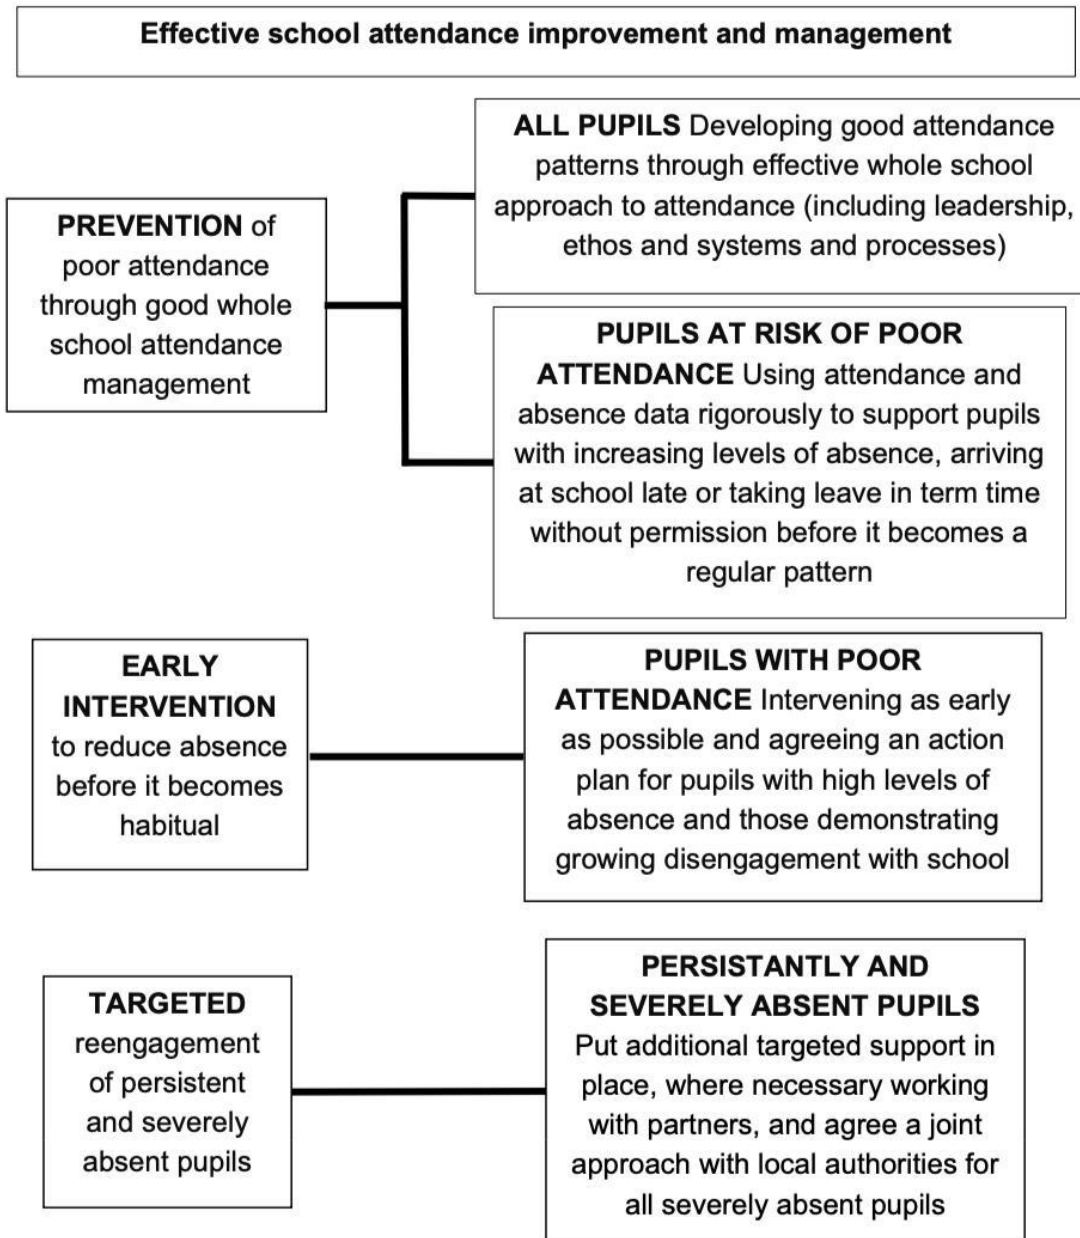 Effective school attendance improvement and management
ALL PUPILS Developing good attendance
patterns through effective whole school
approach to attendance (including leadership,
ethos and systems and processes)
PREVENTION of
poor attendance
through good whole
school attendance
management
PUPILS AT RISK OF POOR
ATTENDANCE Using attendance and
absence data rigorously to support pupils
with increasing levels of absence, arriving
at school late or taking leave in term time
without permission before it becomes a
regular pattern
EARLY
INTERVENTION
to reduce absence
before it becomes
habitual
PUPILS WITH POOR
ATTENDANCE Intervening as early
as possible and agreeing an action
plan for pupils with high levels of
absence and those demonstrating
growing disengagement with school
TARGETED
reengagement
of persistent
and severely
absent pupils
PERSISTANTLY AND
SEVERELY ABSENT PUPILS
Put additional targeted support in
place, where necessary working
with partners, and agree a joint
approach with local authorities for
all severely absent pupils